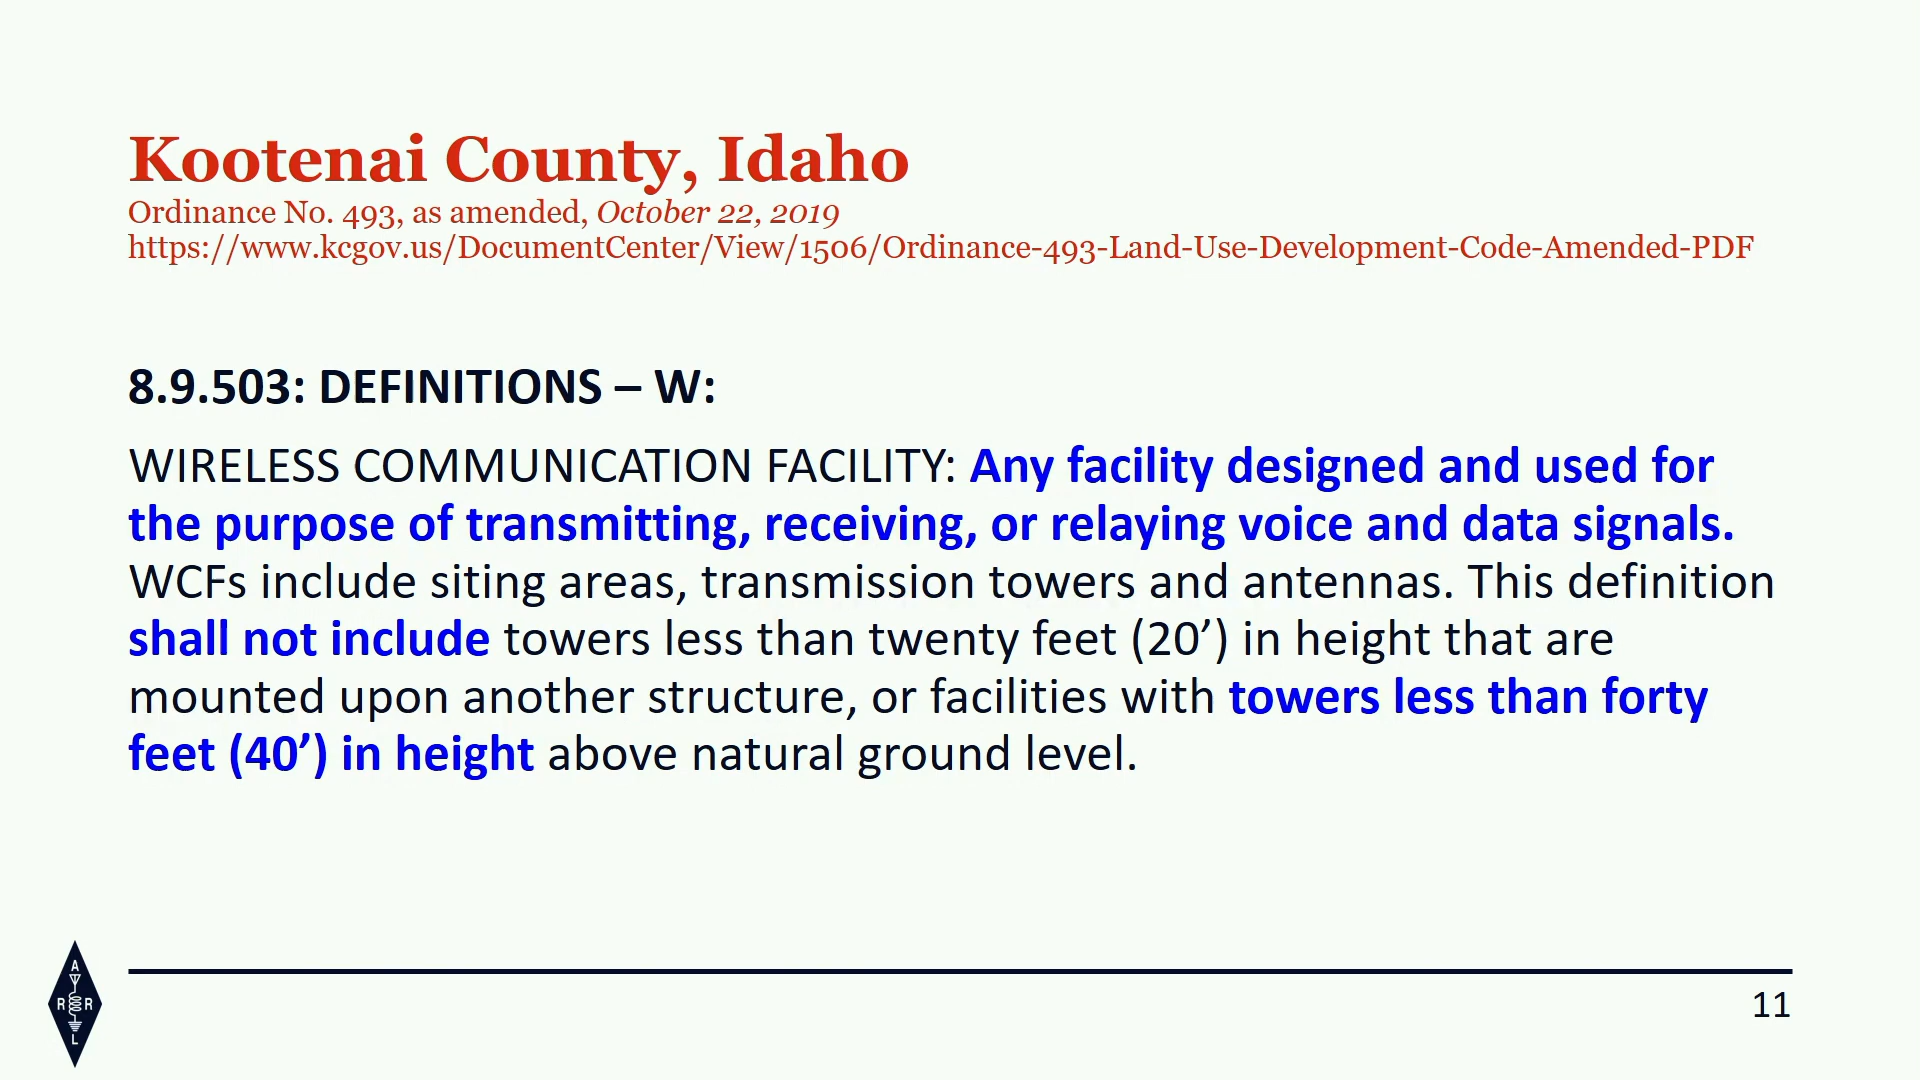 Kootenai County, Idaho
Ordinance No. 493, as amended, October 22, 2019
https://www.kcgov.us/DocumentCenter/View/1506/Ordinance-493-Land-Use-Development-Code-Amended-PDF
8.9.503: DEFINITIONS – W:
WIRELESS COMMUNICATION FACILITY: Any facility designed and used for
the purpose of transmitting, receiving, or relaying voice and data signals.
WCFs include siting areas, transmission towers and antennas. This definition
shall not include towers less than twenty feet (20’) in height that are
mounted upon another structure, or facilities with towers less than forty
feet (40’) in height above natural ground level.
A
R R
L
11